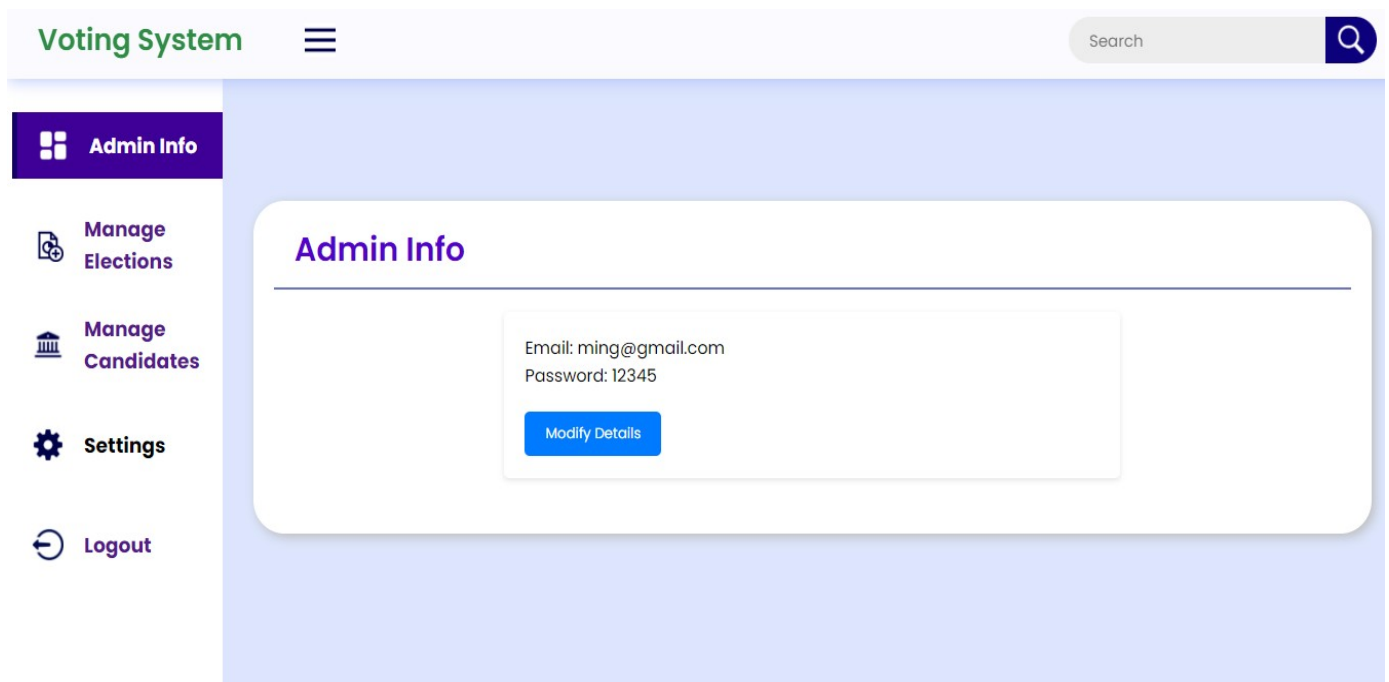 Voting System
Search
Admin Info
Manage
Elections
Manage
Candidates
Settings
Logout
Admin Info
Email: ming@gmail.com
Password: 12345
Modify Details